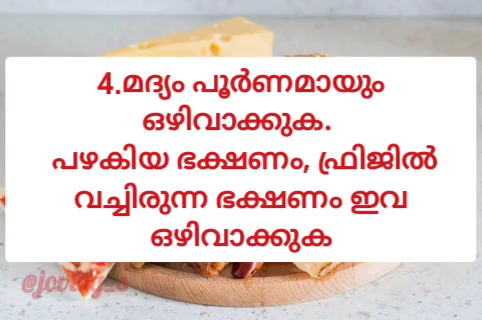 4.മദ്യം പൂർണമായും
ഒഴിവാക്കുക.
പഴകിയ ഭക്ഷണം, ഫ്രിജിൽ
വച്ചിരുന്ന ഭക്ഷണം ഇവ
ഒഴിവാക്കുക